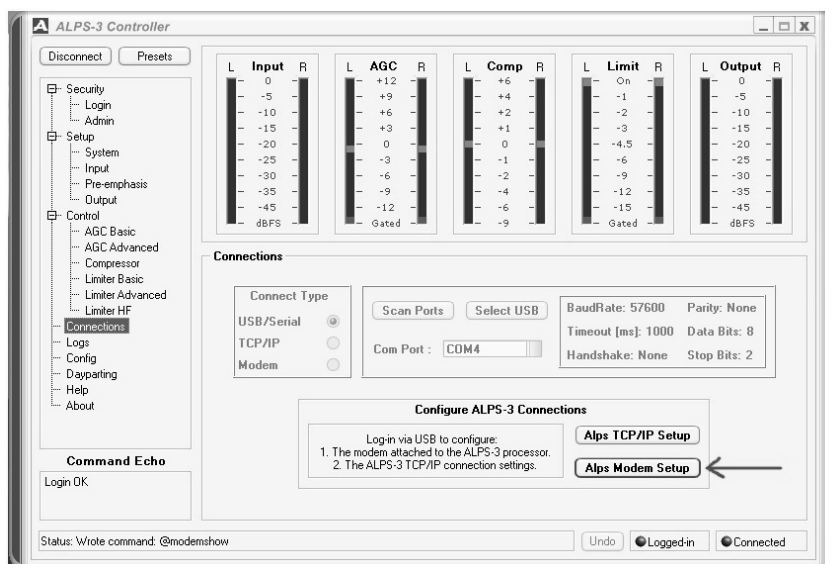 ALPS-3 Controller
Disconnect Presets
Security
Login
Admin
Setup
System
Input
Pre-emphasis
Output
Control
AGC Basic
AGC Advanced
Compressor
Limiter Basic
Limiter Advanced
Limiter HF
Connections
Logs
Config
Dayparting
Help
About
Command Echo
Login OK
L Input R
0
-5
-10
-15
-20
-25
-30
-35
-45
dBFS
L AGC R
+12
+9
+6
+3
0
-3
-6
-9
-12
Gated
L Comp R
+6
+4
+2
+1
0
-1
-2
-4
-6
-9
L Limit R
On
-1
-2
-3
-4.5
-6
-9
-12
-15
Gated
L Output R
0
-5
-10
-15
-20
-25
-30
-35
-45
dBFS
Connections
Connect Type
USB/Serial
TCP/IP
Modem
Scan Ports Select USB
Com Port : COM4
BaudRate: 57600 Parity: None
Timeout [ms]: 1000 Data Bits: 8
Handshake: None Stop Bits: 2
Configure ALPS-3 Connections
Log-in via USB to configure:
1. The modem attached to the ALPS-3 processor.
2. The ALPS-3 TCP/IP connection settings.
Alps TCP/IP Setup
Alps Modem Setup
Status: Wrote command: @modemshow
Undo Logged-in Connected